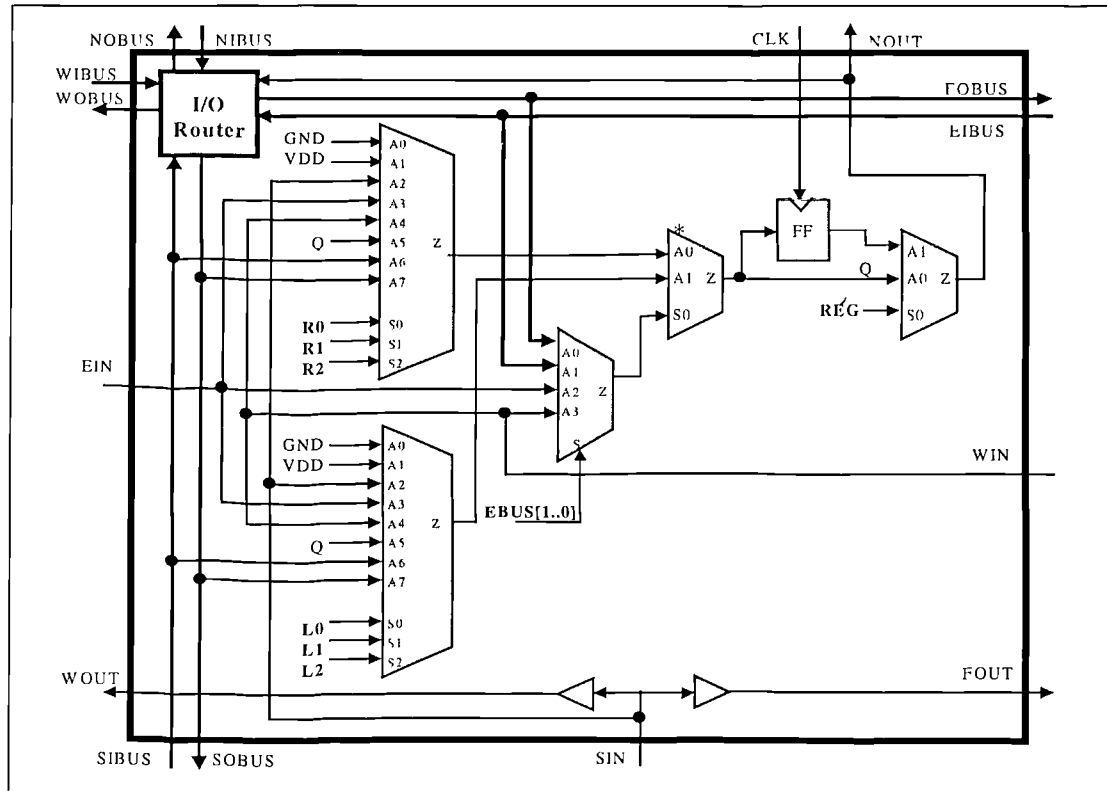 NOBUS NIBUS CLK NOUT
WIBUS
WOBUS
I/O
Router
EOBUS
EIBUS
GND
VDD
Q
A0
A1
A2
A3
A4
A5
A6
A7
Z
R0
R1
R2
S0
S1
S2
*
A0
A1 Z
S0
FF
Q
REG
A1
A0 Z
S0
EIN
A0
A1
A2
A3
Z
S
EBUS[1..0]
WIN
GND
VDD
Q
A0
A1
A2
A3
A4
A5
A6
A7
Z
L0
L1
L2
S0
S1
S2
WOUT
EOUT
SIBUS SOBUS SIN